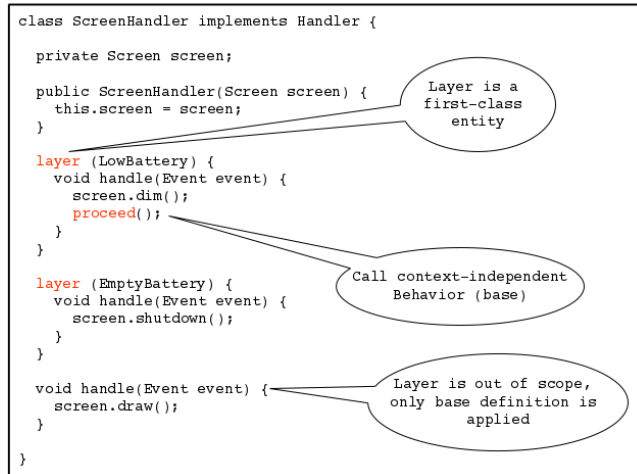 class ScreenHandler implements Handler {
private Screen screen;
public ScreenHandler(Screen screen) {
this.screen = screen;
}
layer (LowBattery) {
void handle(Event event) {
screen.dim();
proceed();
}
}
layer (EmptyBattery) {
void handle(Event event) {
screen.shutdown();
}
}
void handle(Event event) {
screen.draw();
}
}
Layer is a
first-class
entity
Call context-independent
Behavior (base)
Layer is out of scope,
only base definition is
applied